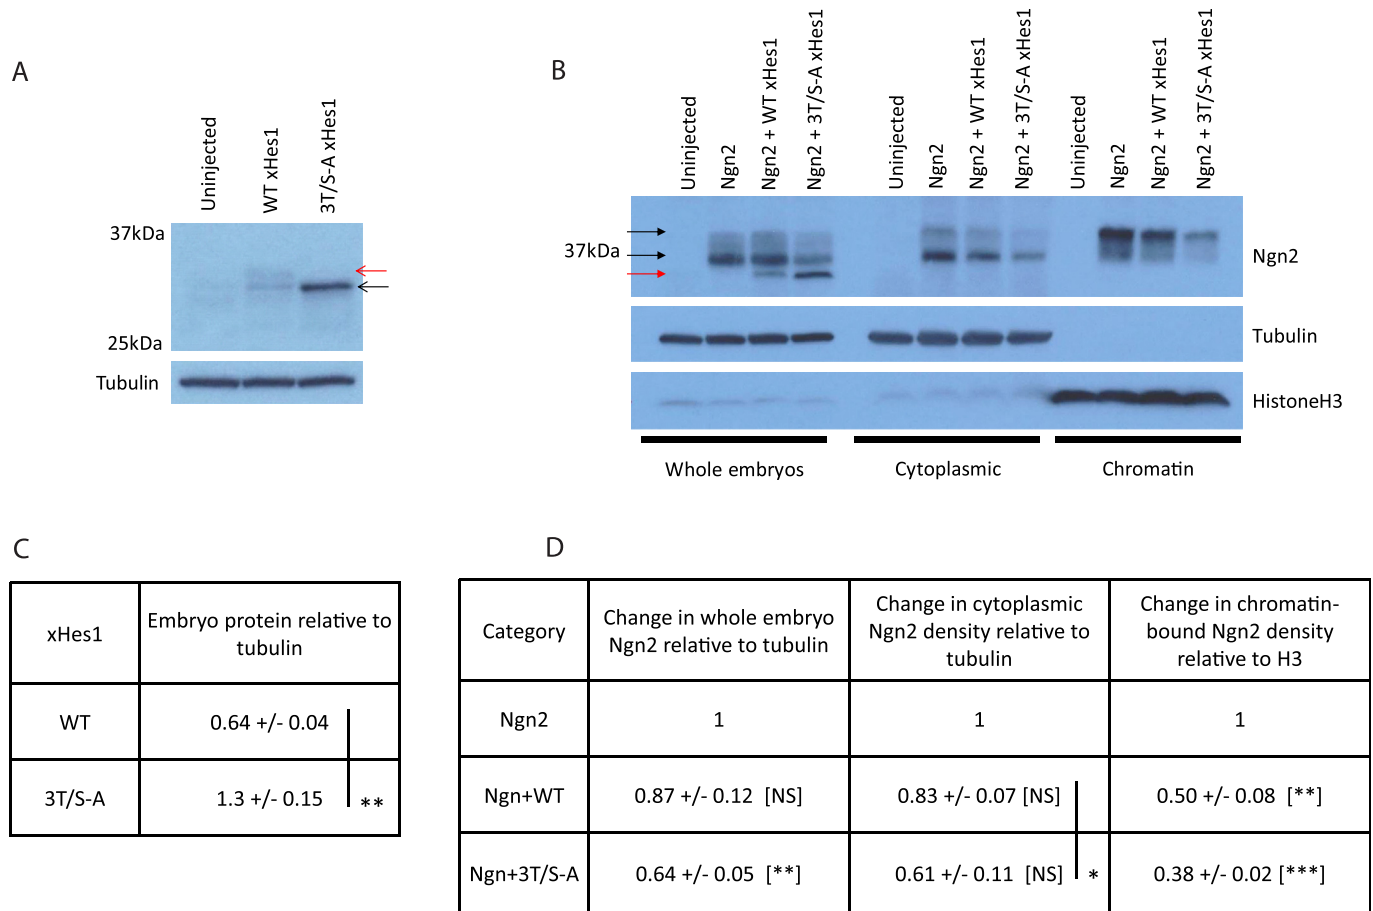 A
Uninjected
WT xHes1
3T/S-A xHes1
37kDa
25kDa
Tubulin
B
Uninjected
Ngn2
Ngn2 + WT xHes1
Ngn2 + 3T/S-A xHes1
Uninjected
Ngn2
Ngn2 + WT xHes1
Ngn2 + 3T/S-A xHes1
Uninjected
Ngn2
Ngn2 + WT xHes1
Ngn2 + 3T/S-A xHes1
37kDa
Ngn2
Tubulin
HistoneH3
Whole embryos
Cytoplasmic
Chromatin
C
xHes1
Embryo protein relative to
tubulin
WT
0.64 +/- 0.04
3T/S-A
1.3 +/- 0.15
**
D
Category
Change in whole embryo
Ngn2 relative to tubulin
Change in cytoplasmic
Ngn2 density relative to
tubulin
Change in chromatin-
bound Ngn2 density
relative to H3
Ngn2
1
1
1
Ngn+WT
0.87 +/- 0.12 [NS]
0.83 +/- 0.07 [NS]
0.50 +/- 0.08 [**]
Ngn+3T/S-A
0.64 +/- 0.05 [**]
0.61 +/- 0.11 [NS]
*
0.38 +/- 0.02 [***]